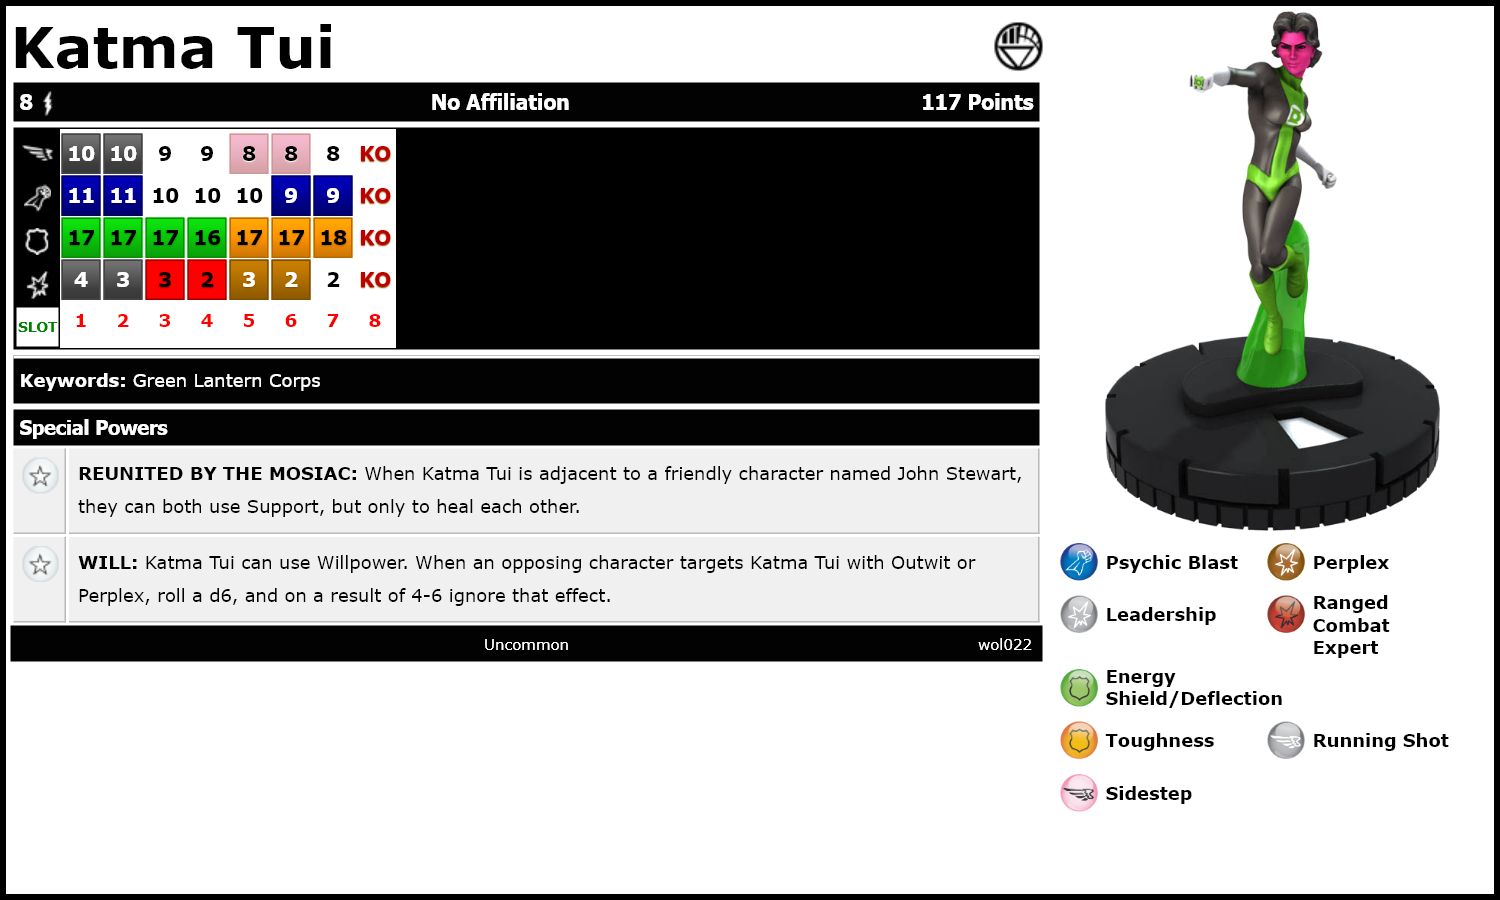 Katma Tui
8 No Affiliation 117 Points
10 10 9 9 8 8 8 KO
11 11 10 10 10 9 9 KO
17 17 17 16 17 17 18 KO
4 3 3 2 3 2 2 KO
SLOT 1 2 3 4 5 6 7 8
Keywords: Green Lantern Corps
Special Powers
REUNITED BY THE MOSIAC: When Katma Tui is adjacent to a friendly character named John Stewart,
they can both use Support, but only to heal each other.
WILL: Katma Tui can use Willpower. When an opposing character targets Katma Tui with Outwit or
Perplex, roll a d6, and on a result of 4-6 ignore that effect.
Uncommon wol022
Psychic Blast Perplex
Leadership
Ranged
Combat
Expert
Energy
Shield/Deflection
Toughness Running Shot
Sidestep